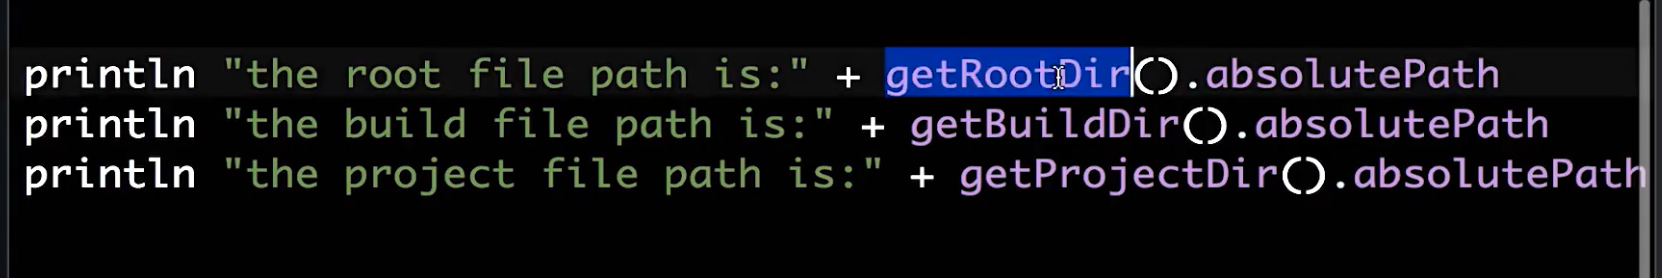 println "the root file path is:" + getRootDir().absolutePath
println "the build file path is:" + getBuildDir().absolutePath
println "the project file path is:" + getProjectDir().absolutePath